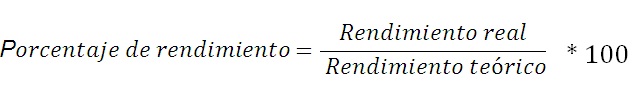 Porcentaje de rendimiento = Rendimiento real / Rendimiento teórico * 100